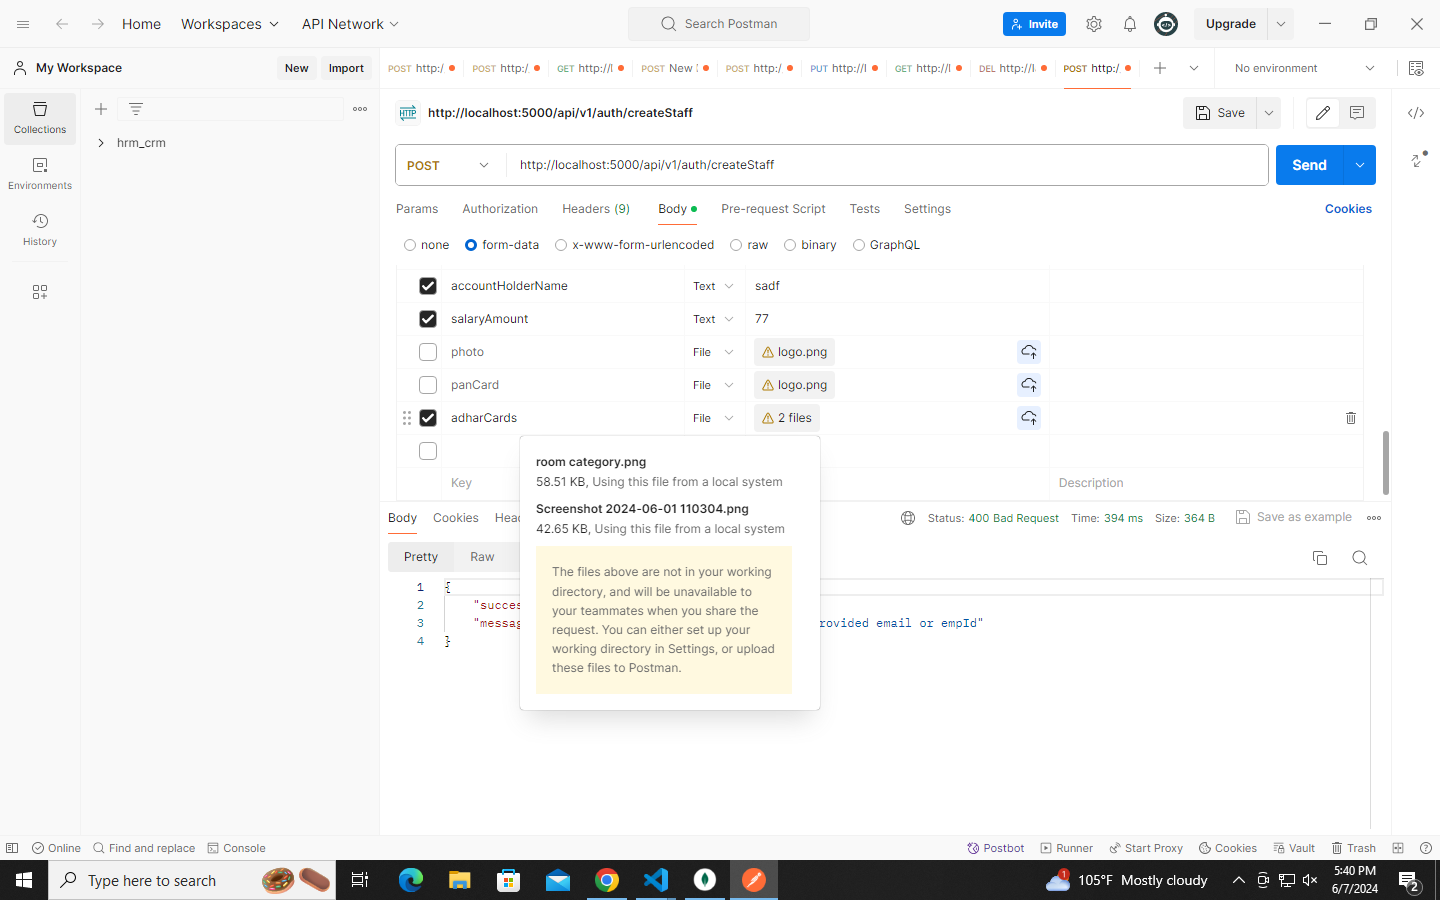 Home
Workspaces
API Network
Search Postman
Invite
Upgrade
My Workspace
New
Import
POST http:/
POST http:/
GET http://l
POST New
POST http:/
PUT http://l
GET http://l
DEL http://l
POST http:/
No environment
Collections
Environments
History
hrm_crm
HTTP
http://localhost:5000/api/v1/auth/createStaff
Save
POST
http://localhost:5000/api/v1/auth/createStaff
Send
Params
Authorization
Headers (9)
Body
Pre-request Script
Tests
Settings
Cookies
none
form-data
x-www-form-urlencoded
raw
binary
GraphQL
accountHolderName Text sadf
salaryAmount Text 77
photo File logo.png
panCard File logo.png
adharCards File 2 files
Key
Description
room category.png
58.51 KB, Using this file from a local system
Screenshot 2024-06-01 110304.png
42.65 KB, Using this file from a local system
The files above are not in your working
directory, and will be unavailable to
your teammates when you share the
request. You can either set up your
working directory in Settings, or upload
these files to Postman.
Body
Cookies
Head
Status: 400 Bad Request
Time: 394 ms
Size: 364 B
Save as example
Pretty
Raw
1 {
2 "succes
3 "messag rovided email or empId"
4 }
Online
Find and replace
Console
Postbot
Runner
Start Proxy
Cookies
Vault
Trash
Type here to search
1
105°F Mostly cloudy
5:40 PM
6/7/2024
2